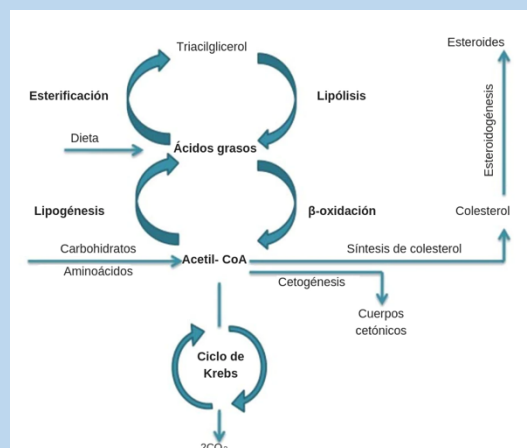 Triacilglicerol
Esteroides
Esterificación
Lipólisis
Esteroidogénesis
Dieta
Ácidos grasos
Lipogénesis
β-oxidación
Colesterol
Carbohidratos
Aminoácidos
Acetil- CoA
Síntesis de colesterol
Cetogénesis
Cuerpos
cetónicos
Ciclo de
Krebs